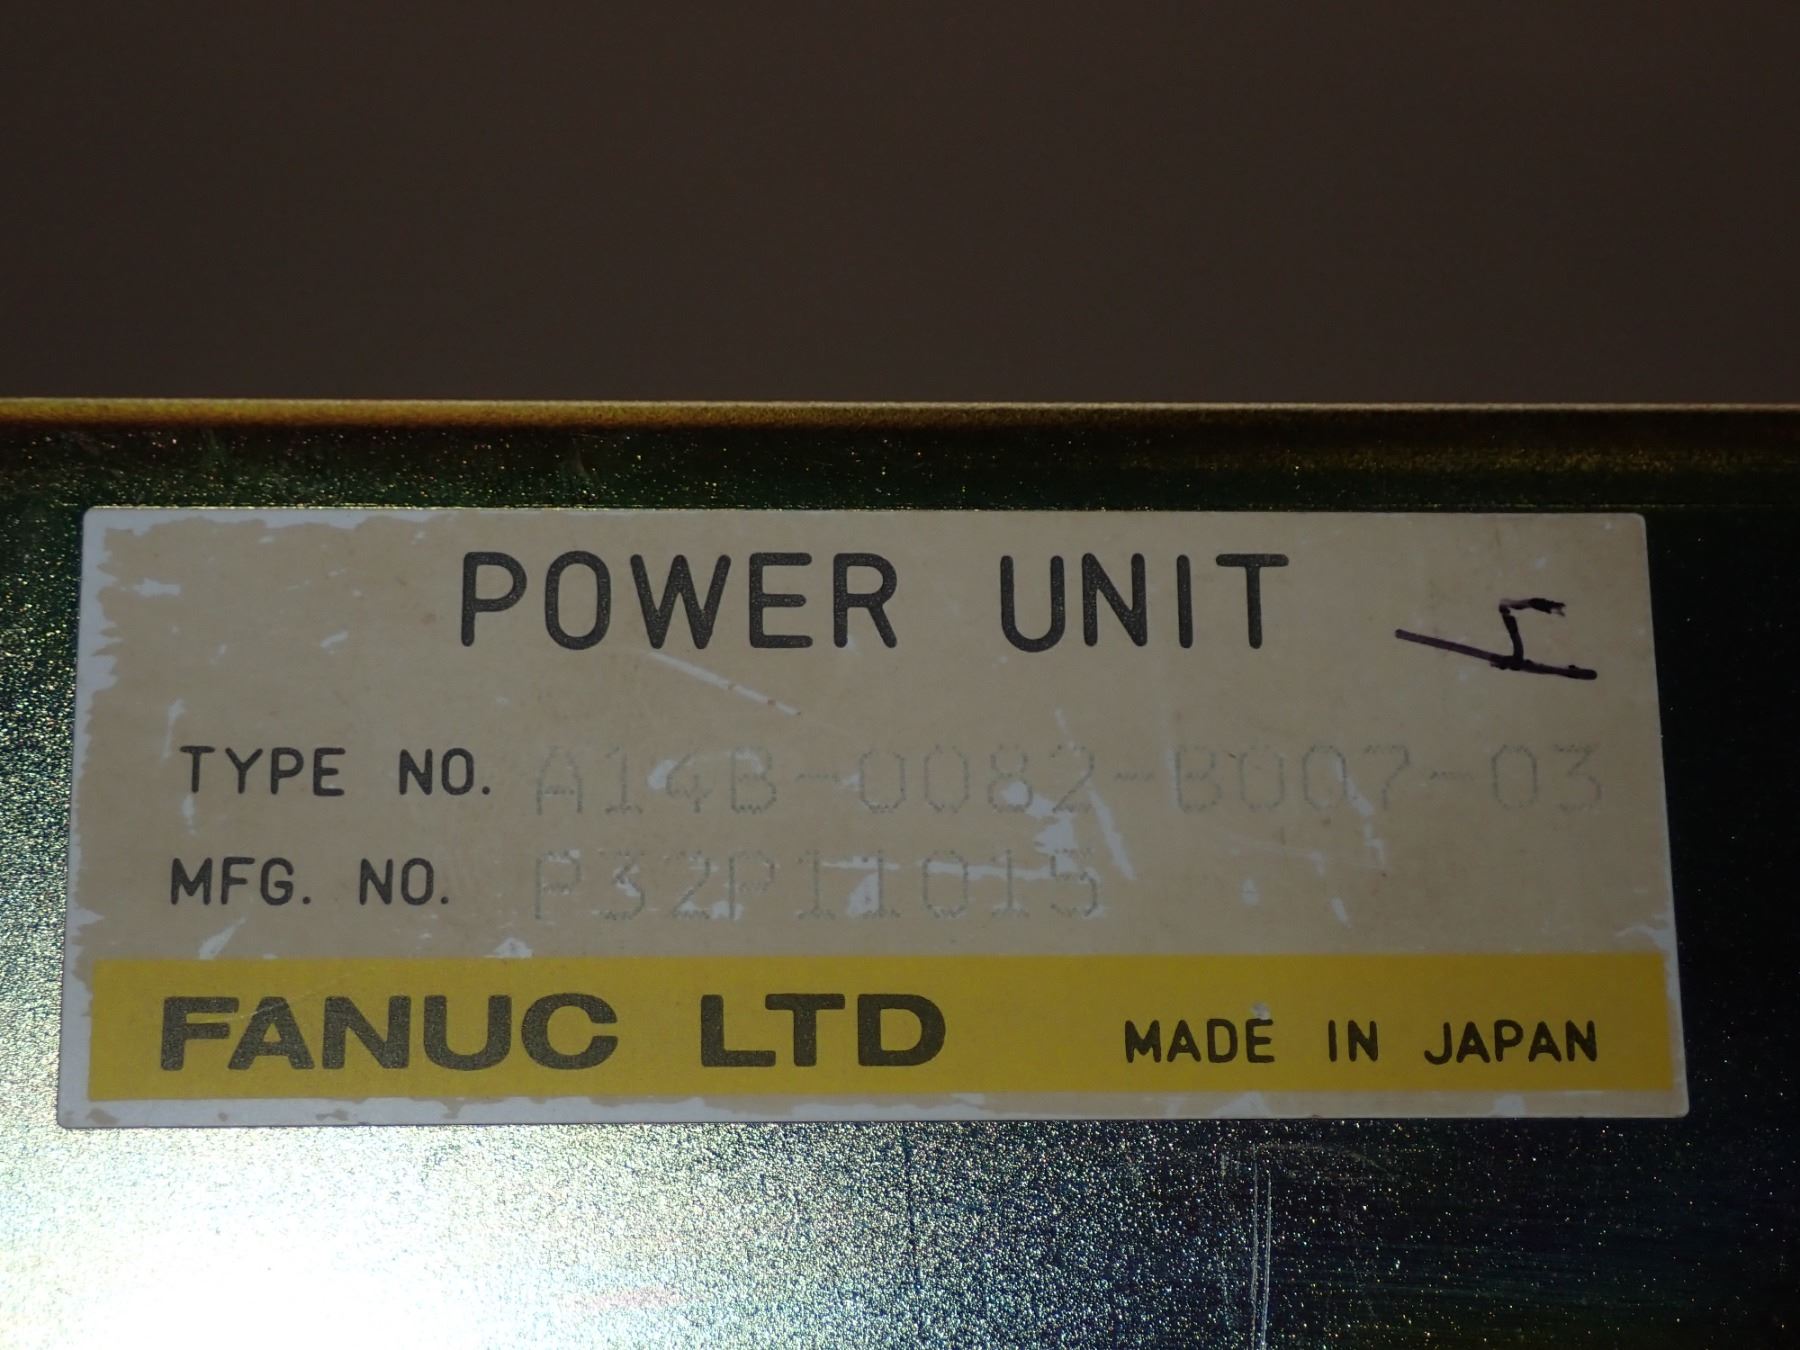 POWER UNIT
TYPE NO. A14B-0082-B007-03
MFG. NO. P32P11015
FANUC LTD MADE IN JAPAN